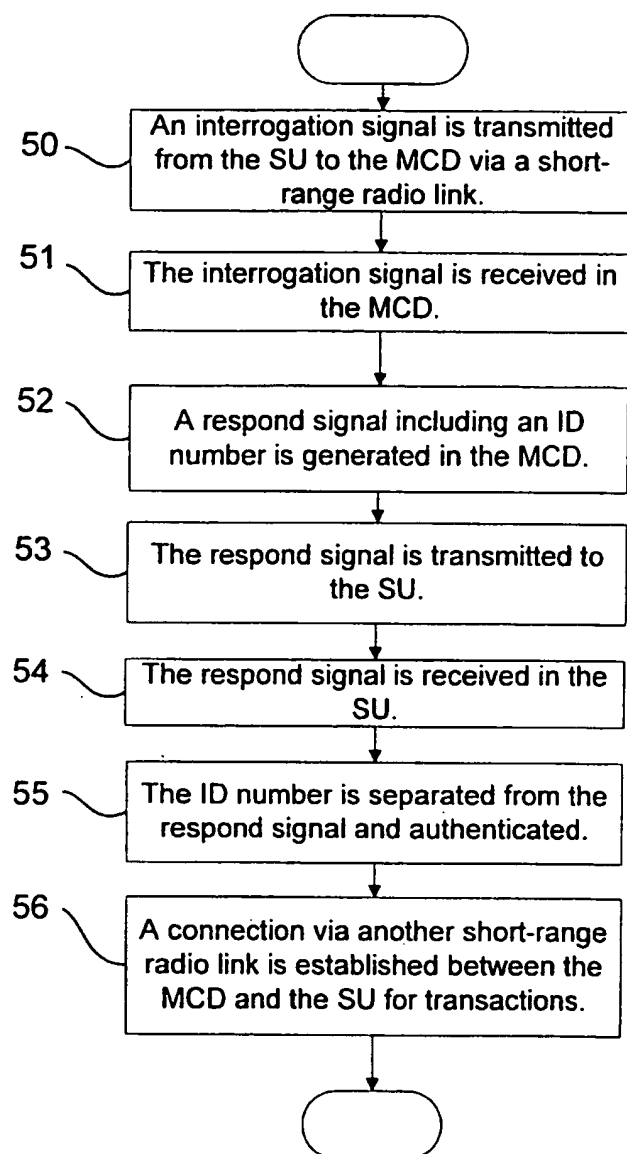 50
An interrogation signal is transmitted
from the SU to the MCD via a short-
range radio link.
51
The interrogation signal is received in
the MCD.
52
A respond signal including an ID
number is generated in the MCD.
53
The respond signal is transmitted to
the SU.
54
The respond signal is received in the
SU.
55
The ID number is separated from the
respond signal and authenticated.
56
A connection via another short-range
radio link is established between the
MCD and the SU for transactions.